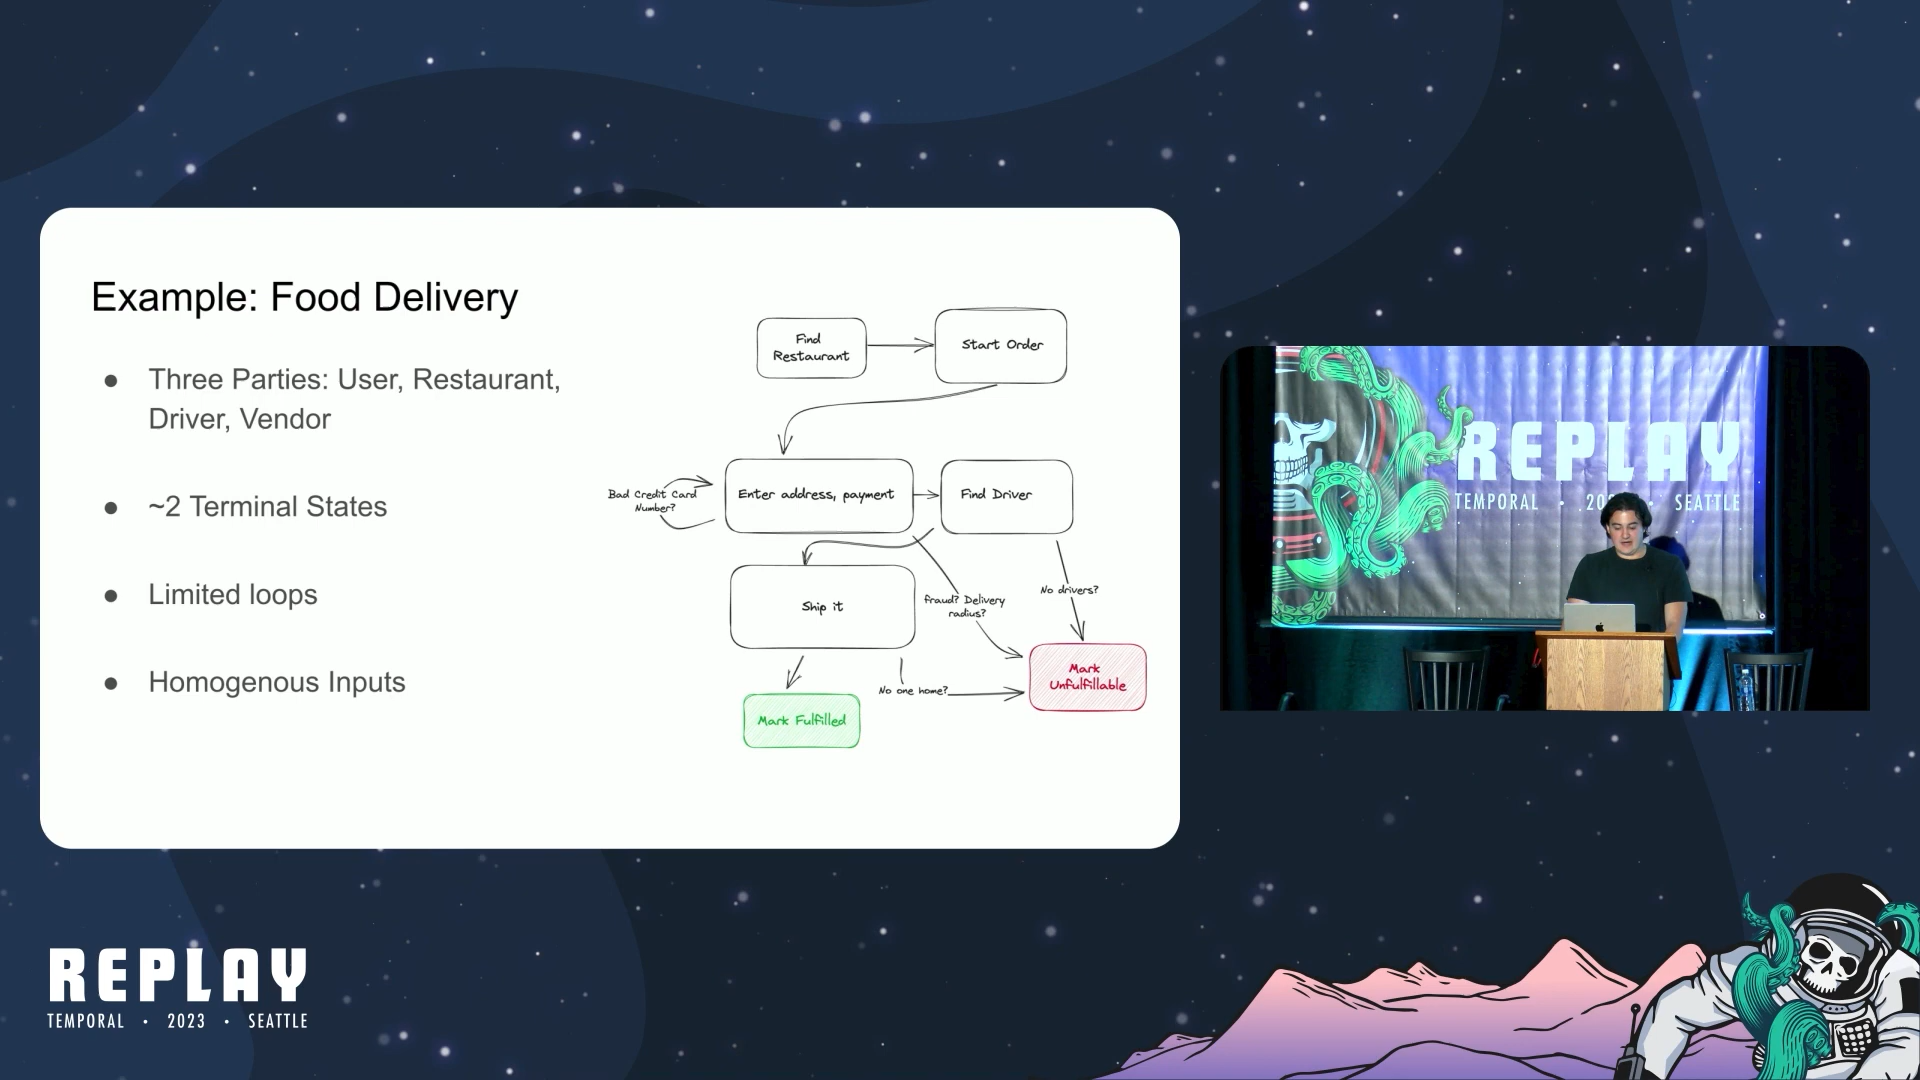 Example: Food Delivery
● Three Parties: User, Restaurant,
Driver, Vendor
● ~2 Terminal States
● Limited loops
● Homogenous Inputs
Find
Restaurant
Start Order
Bad Credit Card
Number?
Enter address, payment
Find Driver
Ship it
fraud? Delivery
radius?
No drivers?
Mark
Unfulfillable
No one home?
Mark Fulfilled
REPLAY
TEMPORAL • 20 • SEATTLE
REPLAY
TEMPORAL • 2023 • SEATTLE